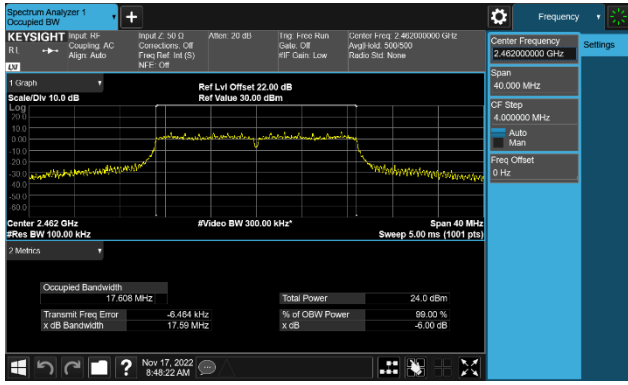 Spectrum Analyzer 1
Occupied BW
Frequency
KEYSIGHT
Input: RF
Input Z: 50 Ω
Atten: 20 dB
Trig: Free Run
Center Freq: 2.462000000 GHz
R L
Coupling: AC
Corrections: Off
Gate: Off
Avg|Hold: 500/500
Align: Auto
Freq Ref: Int (S)
#IF Gain: Low
Radio Std: None
NFE: Off
LXI
Center Frequency
2.462000000 GHz
Settings
Span
40.000 MHz
CF Step
4.000000 MHz
Auto
Man
Freq Offset
0 Hz
1 Graph
Ref Lvl Offset 22.00 dB
Scale/Div 10.0 dB
Ref Value 30.00 dBm
Log
20.0
10.0
0.00
-10.0
-20.0
-30.0
-40.0
-50.0
-60.0
Center 2.462 GHz
#Video BW 300.00 kHz*
Span 40 MHz
#Res BW 100.00 kHz
Sweep 5.00 ms (1001 pts)
2 Metrics
Occupied Bandwidth
17.608 MHz
Total Power
24.0 dBm
Transmit Freq Error
-6.464 kHz
% of OBW Power
99.00 %
x dB Bandwidth
17.59 MHz
x dB
-6.00 dB
?
Nov 17, 2022
8:48:22 AM